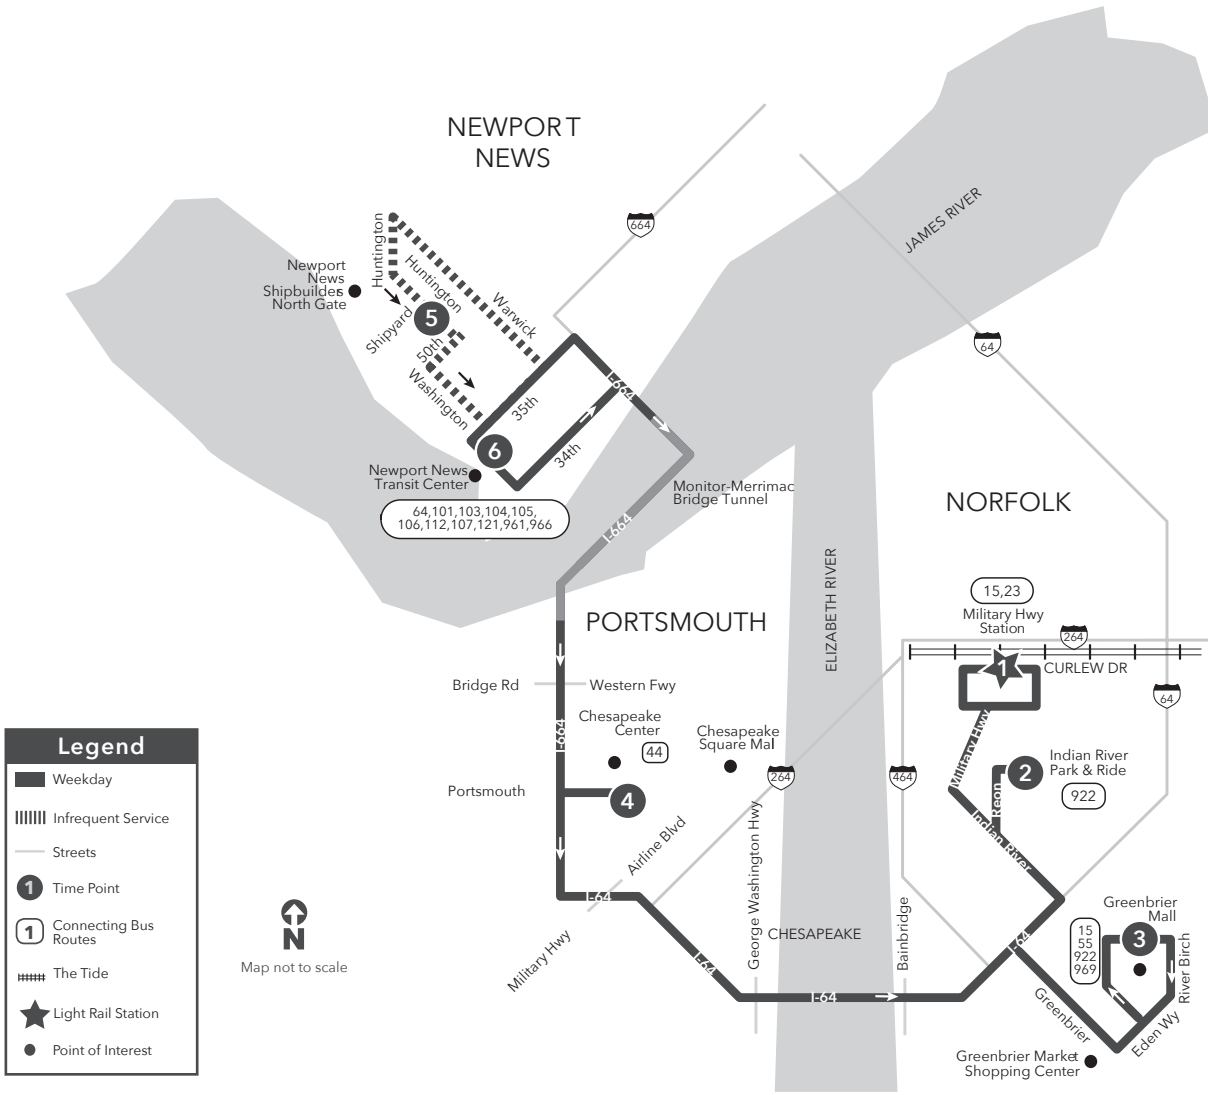 NEWPORT
NEWS
664
JAMES RIVER
64
Huntington
Huntington
Warwick
Newport
News
Shipbuilders
North Gate
Shipyard
5
50th
Washington
35th
I-664
34th
6
Newport News
Transit Center
64,101,103,104,105,
106,112,107,121,961,966
Monitor-Merrimac
Bridge Tunnel
I-664
NORFOLK
ELIZABETH RIVER
15,23
Military Hwy
Station
264
1
CURLEW DR
64
PORTSMOUTH
Bridge Rd
Western Fwy
I-664
Chesapeake
Center
44
Chesapeake
Square Mall
264
464
Military Hwy
2
Indian River
Park & Ride
922
Reon
Indian River
Portsmouth
4
Airline Blvd
George Washington Hwy
I-64
Military Hwy
I-64
CHESAPEAKE
Bainbridge
I-64
I-64
Greenbrier
Mall
15
55
922
969
3
River Birch
Greenbrier
Eden Wy
Greenbrier Market
Shopping Center
Legend
Weekday
Infrequent Service
Streets
1
Time Point
1
Connecting Bus
Routes
The Tide
Light Rail Station
Point of Interest
N
Map not to scale